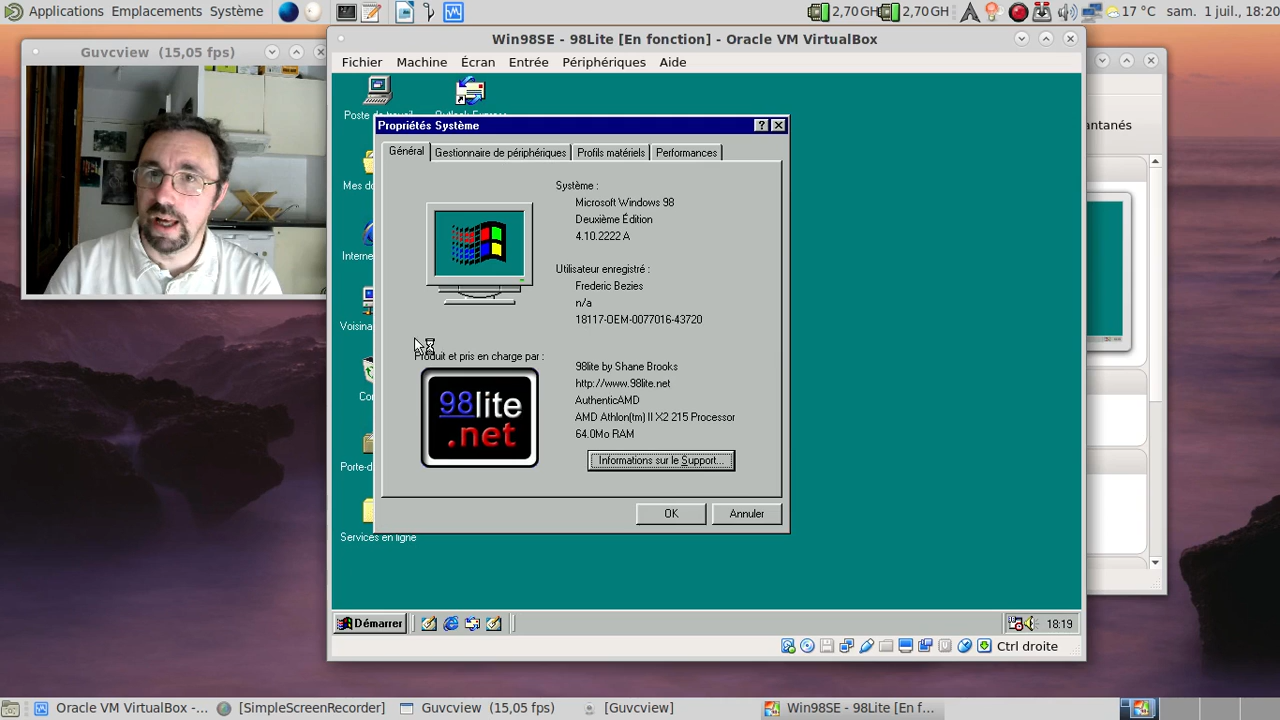 Applications Emplacements Système
2,70 GH 2,70 GH 17 °C sam. 1 juil., 18:20
Guvcview (15,05 fps)
Win98SE - 98Lite [En fonction] - Oracle VM VirtualBox
Fichier Machine Écran Entrée Périphériques Aide
antanés
Poste de travail Outlook Express
Propriétés Système
Général Gestionnaire de périphériques Profils matériels Performances
Mes do
Interne
Voisina
Co
Porte-d
Services en ligne
Système :
Microsoft Windows 98
Deuxième Édition
4.10.2222 A
Utilisateur enregistré :
Frederic Bezies
n/a
18117-OEM-0077016-43720
Produit et pris en charge par :
98lite
.net
98lite by Shane Brooks
http://www.98lite.net
AuthenticAMD
AMD Athlon(tm) II X2 215 Processor
64.0Mo RAM
Informations sur le Support...
OK Annuler
Démarrer 18:19
Ctrl droite
Oracle VM VirtualBox -... [SimpleScreenRecorder] Guvcview (15,05 fps) [Guvcview] Win98SE - 98Lite [En f...